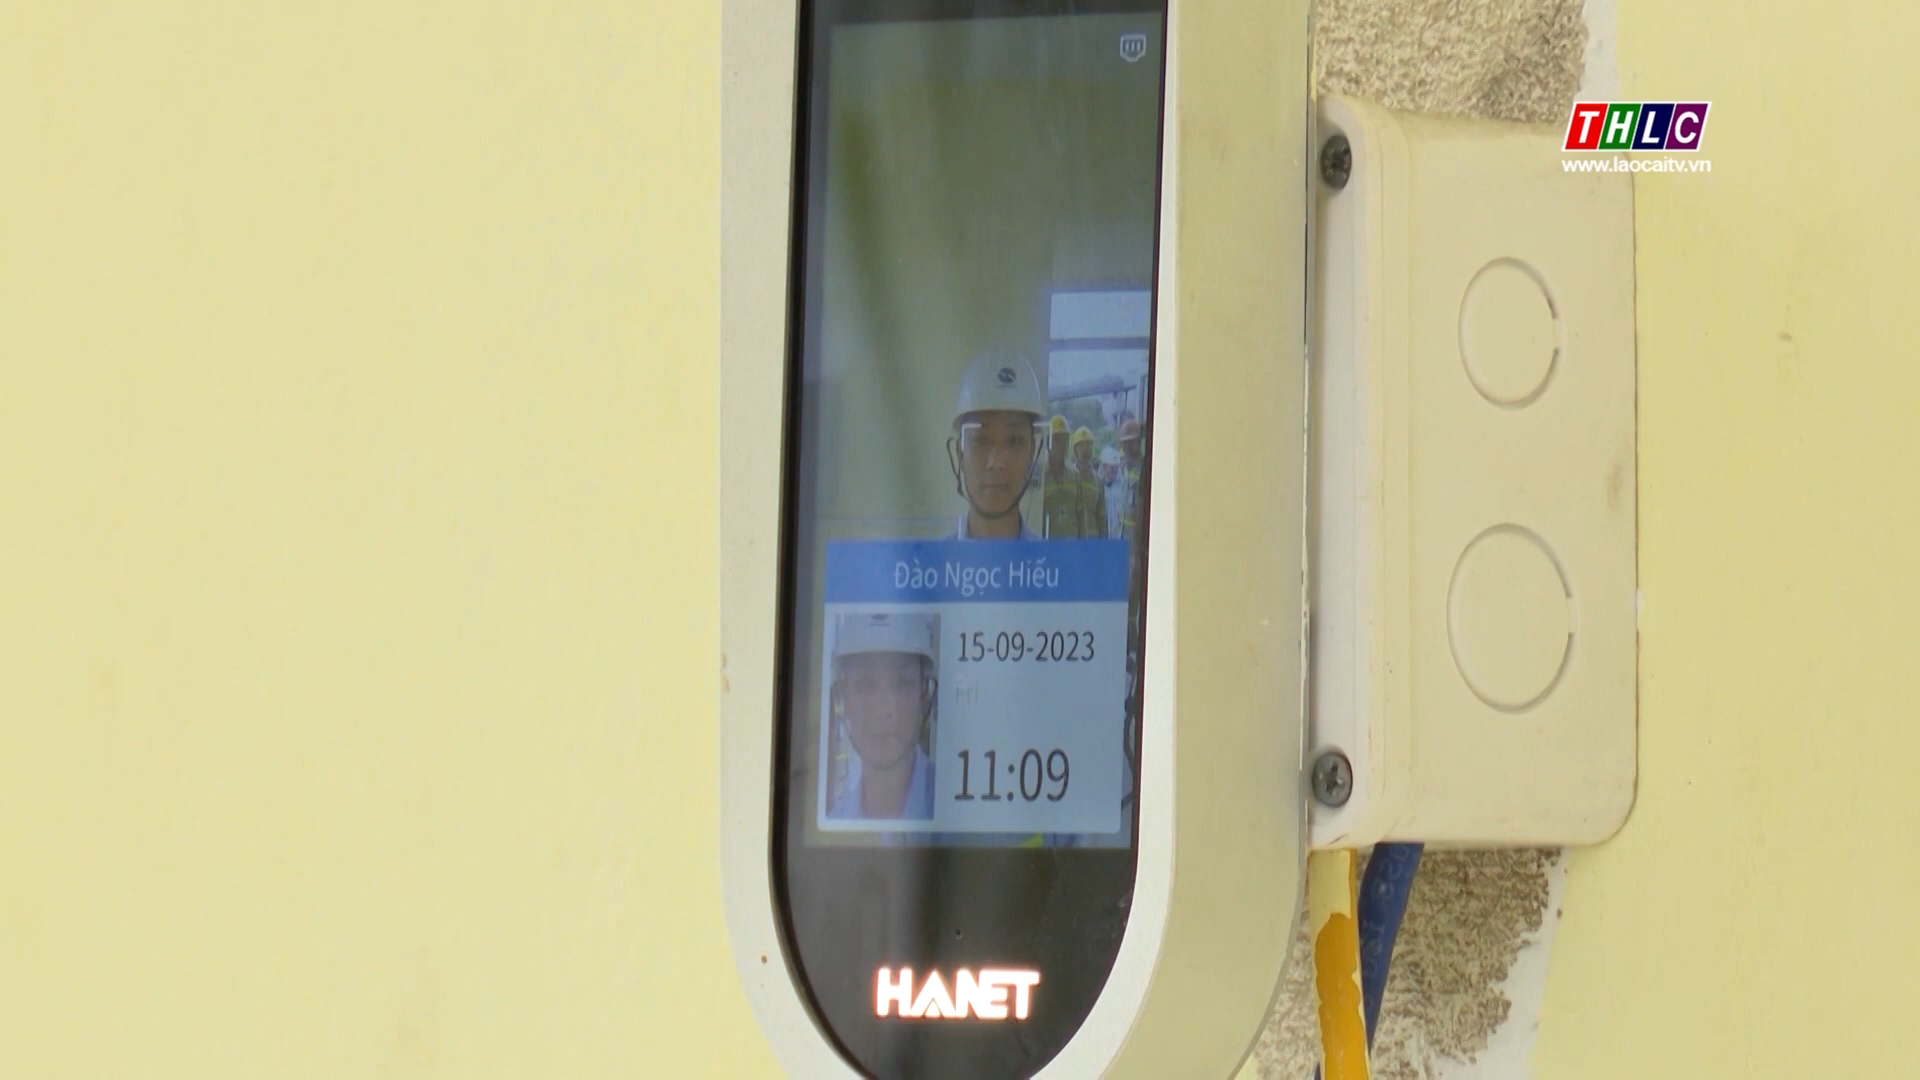 THLC
www.laocaitv.vn
Đào Ngọc Hiếu
15-09-2023
Fri
11:09
HANET